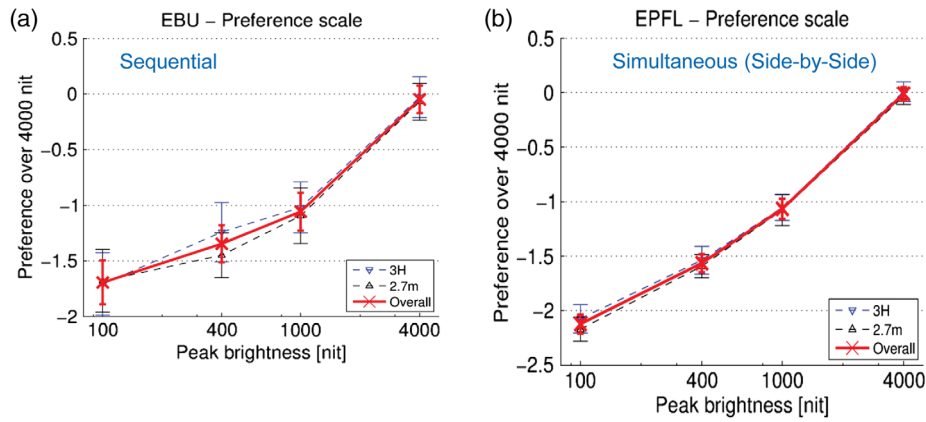 (a)
EBU – Preference scale
Sequential
Preference over 4000 nit
0.5
0
−0.5
−1
−1.5
−2
100
400
1000
4000
Peak brightness [nit]
3H
2.7m
Overall
(b)
EPFL – Preference scale
Simultaneous (Side-by-Side)
Preference over 4000 nit
0.5
0
−0.5
−1
−1.5
−2
−2.5
100
400
1000
4000
Peak brightness [nit]
3H
2.7m
Overall